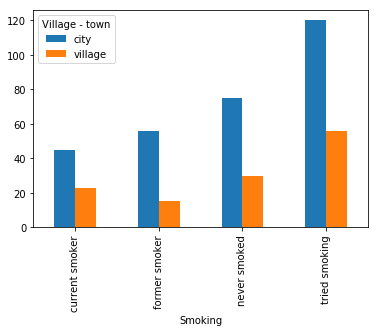 Village - town
city
village
120
100
80
60
40
20
0
current smoker
former smoker
never smoked
tried smoking
Smoking